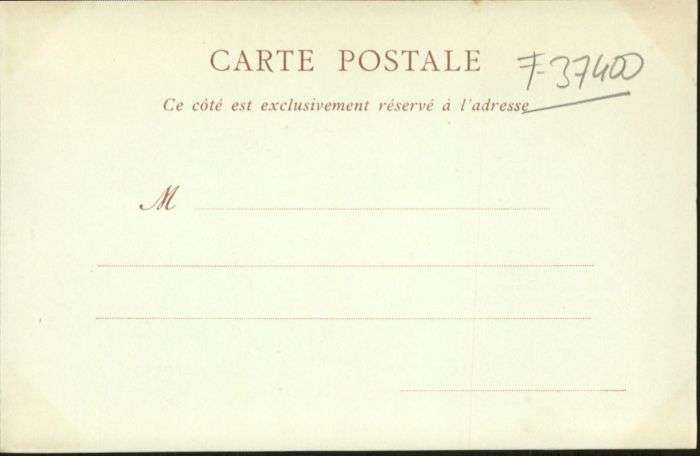 CARTE POSTALE
F-37400
Ce côté est exclusivement réservé à l'adresse
M